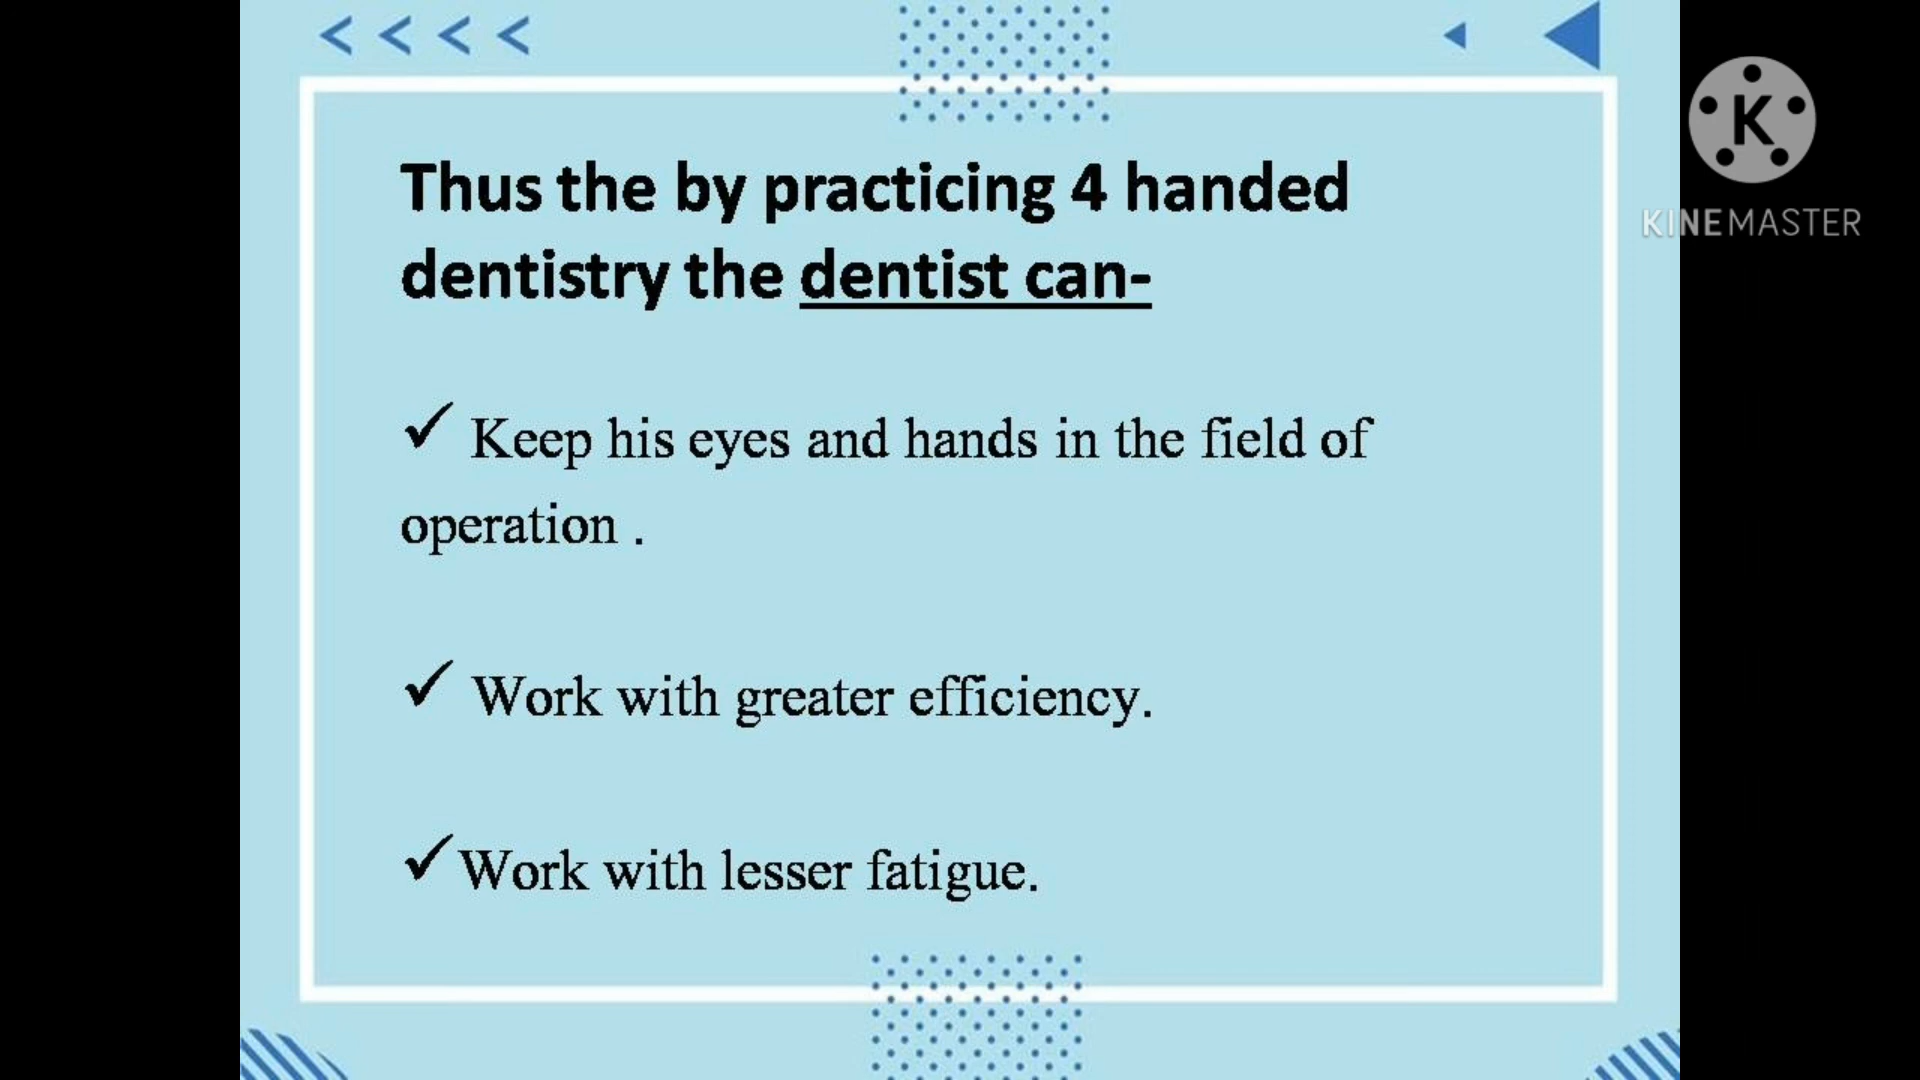 Thus the by practicing 4 handed
dentistry the dentist can-
✓ Keep his eyes and hands in the field of
operation .
✓ Work with greater efficiency.
✓Work with lesser fatigue.
K
KINEMASTER